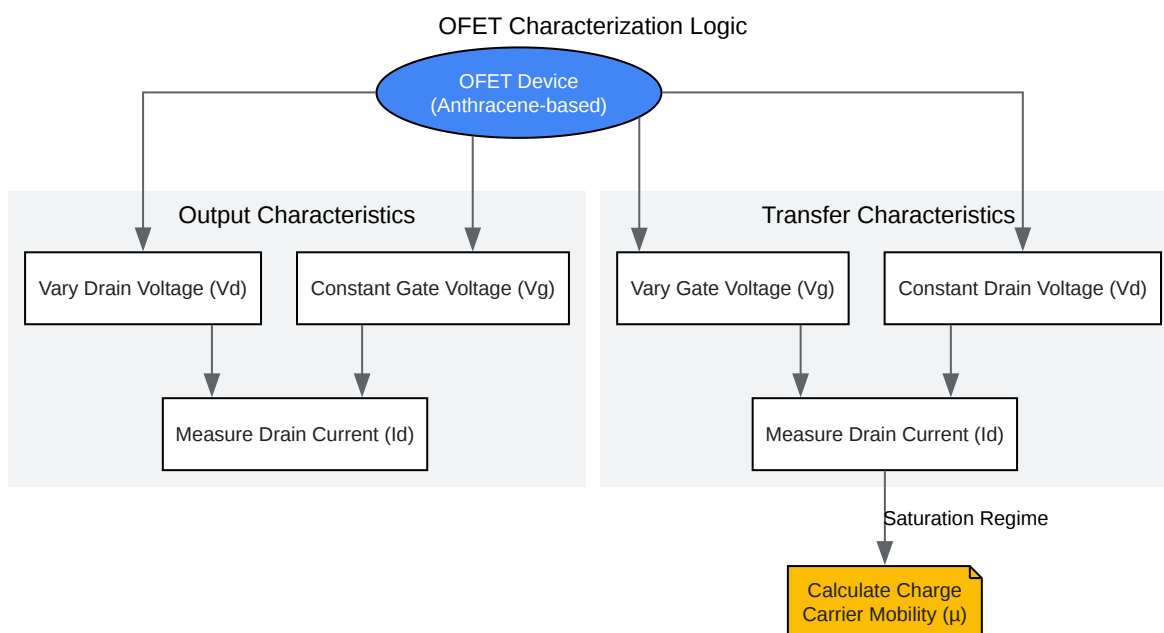 OFET Characterization Logic
OFET Device
(Anthracene-based)
Output Characteristics
Transfer Characteristics
Vary Drain Voltage (Vd)
Constant Gate Voltage (Vg)
Vary Gate Voltage (Vg)
Constant Drain Voltage (Vd)
Measure Drain Current (Id)
Measure Drain Current (Id)
Saturation Regime
Calculate Charge
Carrier Mobility (µ)